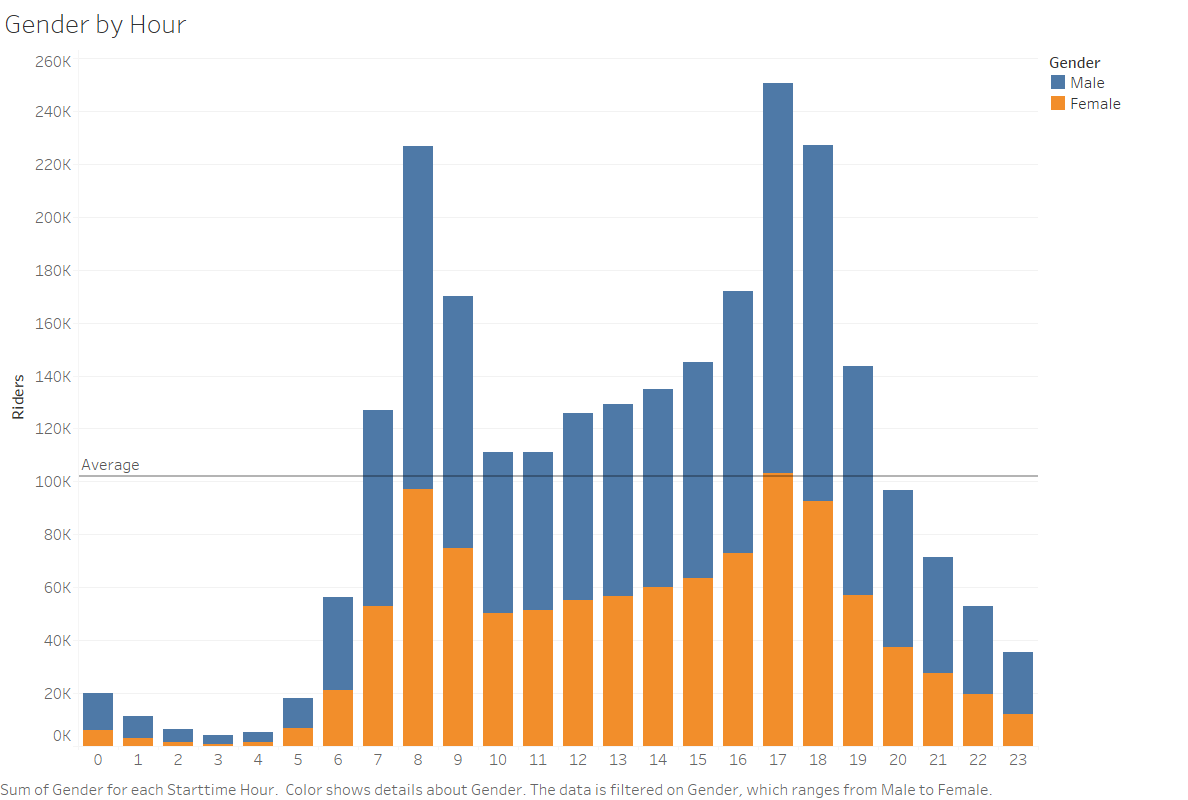 Gender by Hour
260K
240K
220K
200K
180K
160K
140K
120K
100K
80K
60K
40K
20K
0K
Riders
Average
0 1 2 3 4 5 6 7 8 9 10 11 12 13 14 15 16 17 18 19 20 21 22 23
Gender
Male
Female
Sum of Gender for each Starttime Hour.  Color shows details about Gender. The data is filtered on Gender, which ranges from Male to Female.